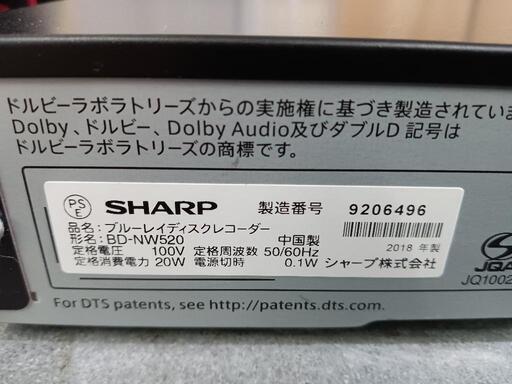 ドルビーラボラトリーズからの実施権に基づき製造されていま
Dolby、ドルビー、Dolby Audio及びダブルD 記号は
ドルビーラボラトリーズの商標です。
PSE SHARP 製造番号 9206496
品名:ブルーレイディスクレコーダー
形名:BD-NW520 中国製 2018 年製
定格電圧 100V 定格周波数 50/60Hz
定格消費電力 20W 電源切時 0.1W シャープ株式会社
JQA
JQ1002
For DTS patents, see http://patents.dts.com.